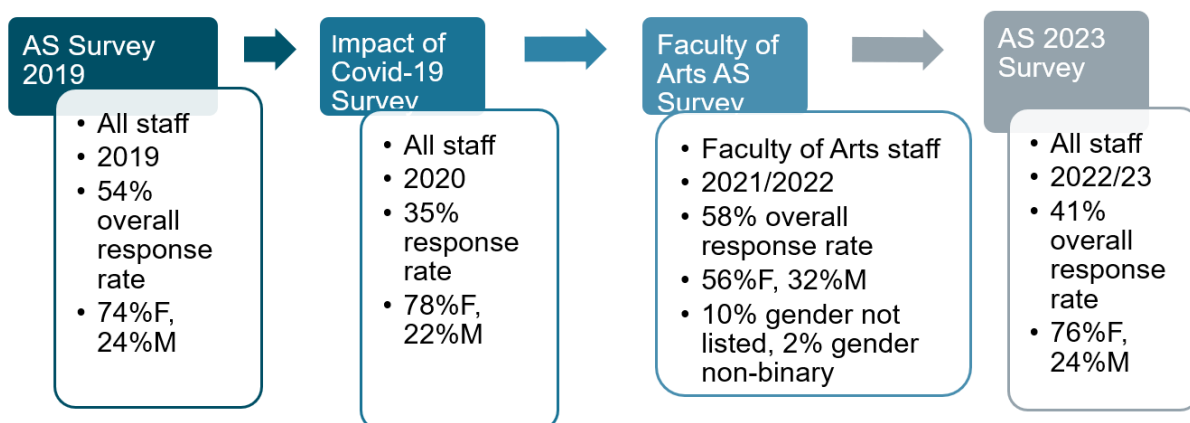 AS Survey
2019
• All staff
• 2019
• 54%
overall
response
rate
• 74%F,
24%M
Impact of
Covid-19
Survey
• All staff
• 2020
• 35%
response
rate
• 78%F,
22%M
Faculty of
Arts AS
Survey
• Faculty of Arts staff
• 2021/2022
• 58% overall
response rate
• 56%F, 32%M
• 10% gender not
listed, 2% gender
non-binary
AS 2023
Survey
• All staff
• 2022/23
• 41%
overall
response
rate
• 76%F,
24%M